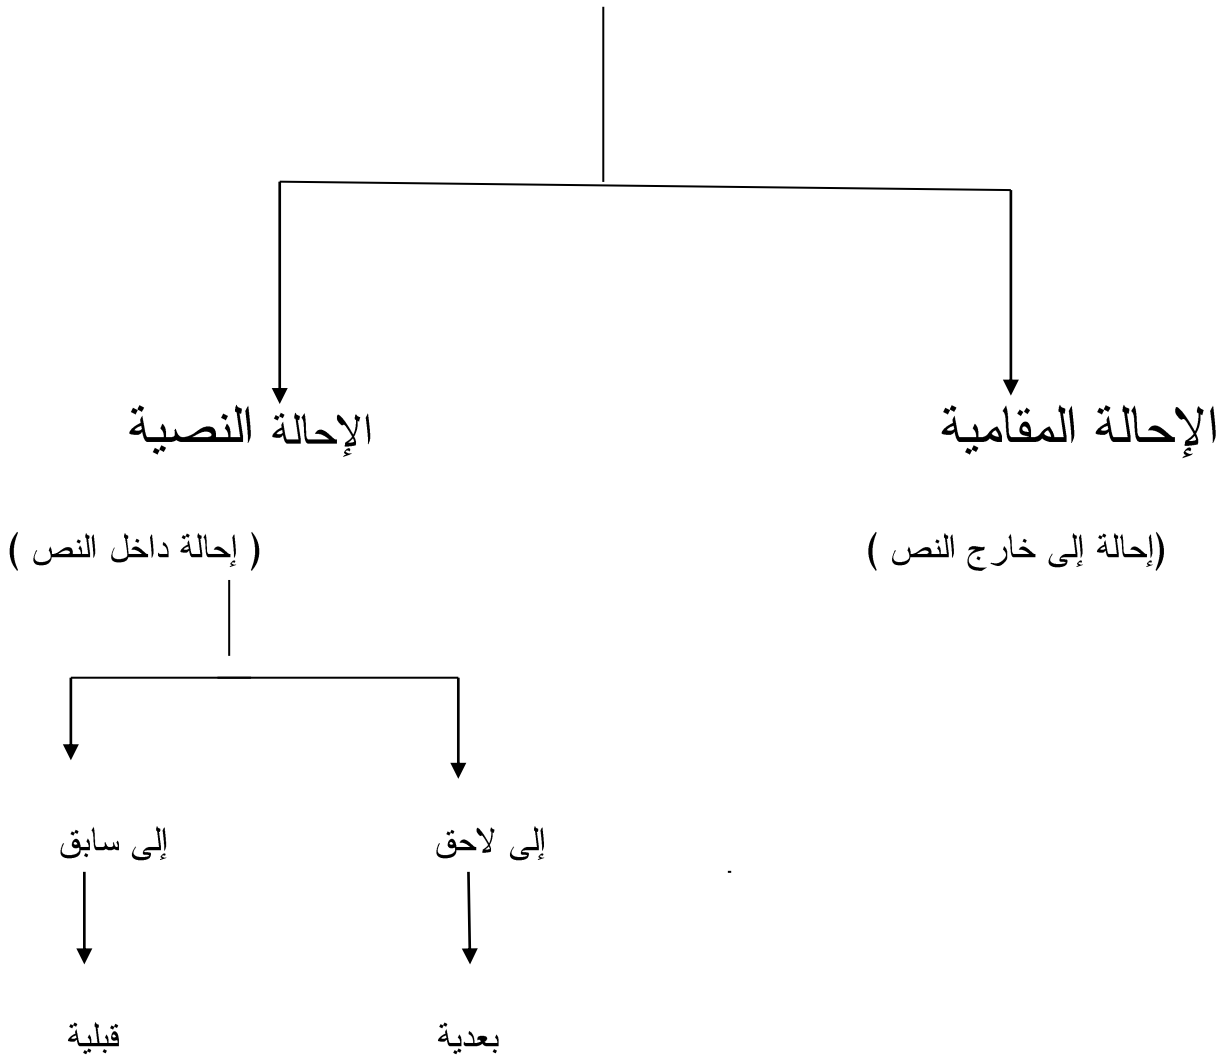 الإحالة المقامية
الإحالة النصية
(إحالة إلى خارج النص )
( إحالة داخل النص )
إلى لاحق
إلى سابق
بعدية
قبلية